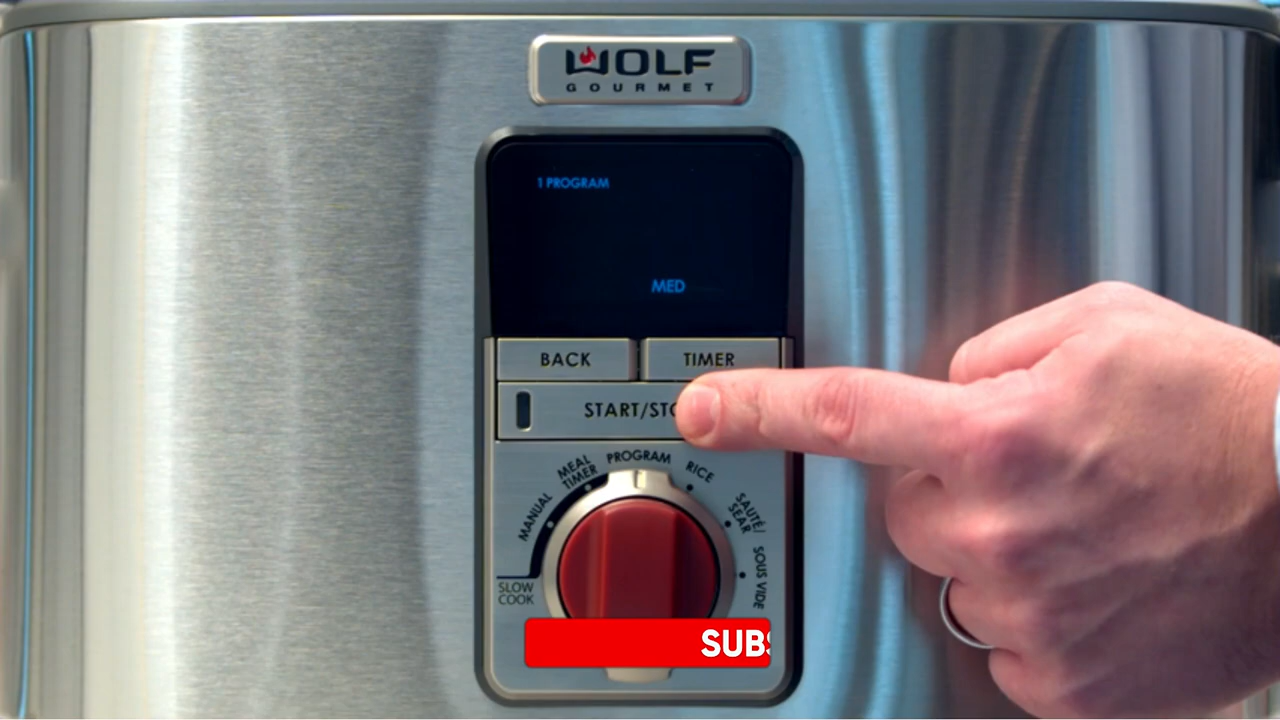 WOLF
GOURMET
1 PROGRAM
MED
BACK
TIMER
START/STO
MANUAL
MEAL
TIMER
PROGRAM
RICE
SAUTÉ/
SEAR
SOUS VIDE
SLOW
COOK
SUBS